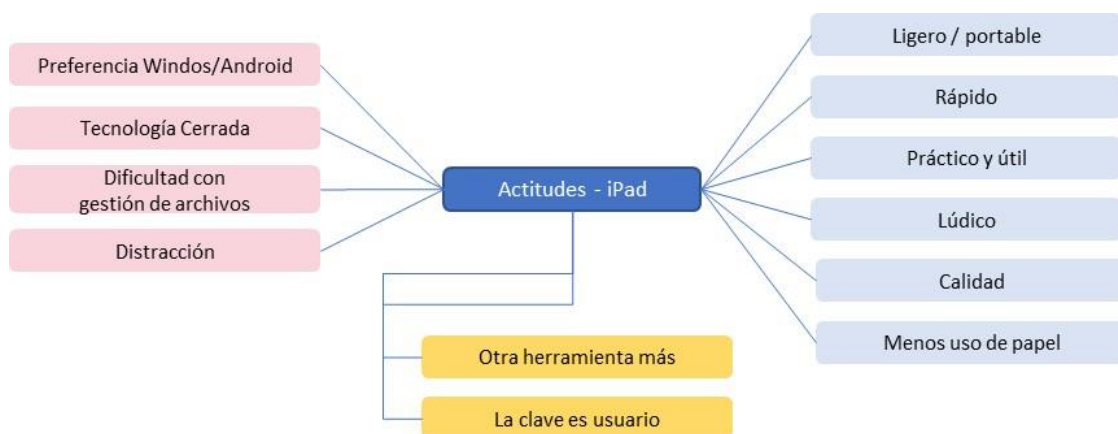 Preferencia Windos/Android
Tecnología Cerrada
Dificultad con
gestión de archivos
Distracción
Actitudes - iPad
Ligero / portable
Rápido
Práctico y útil
Lúdico
Calidad
Menos uso de papel
Otra herramienta más
La clave es usuario